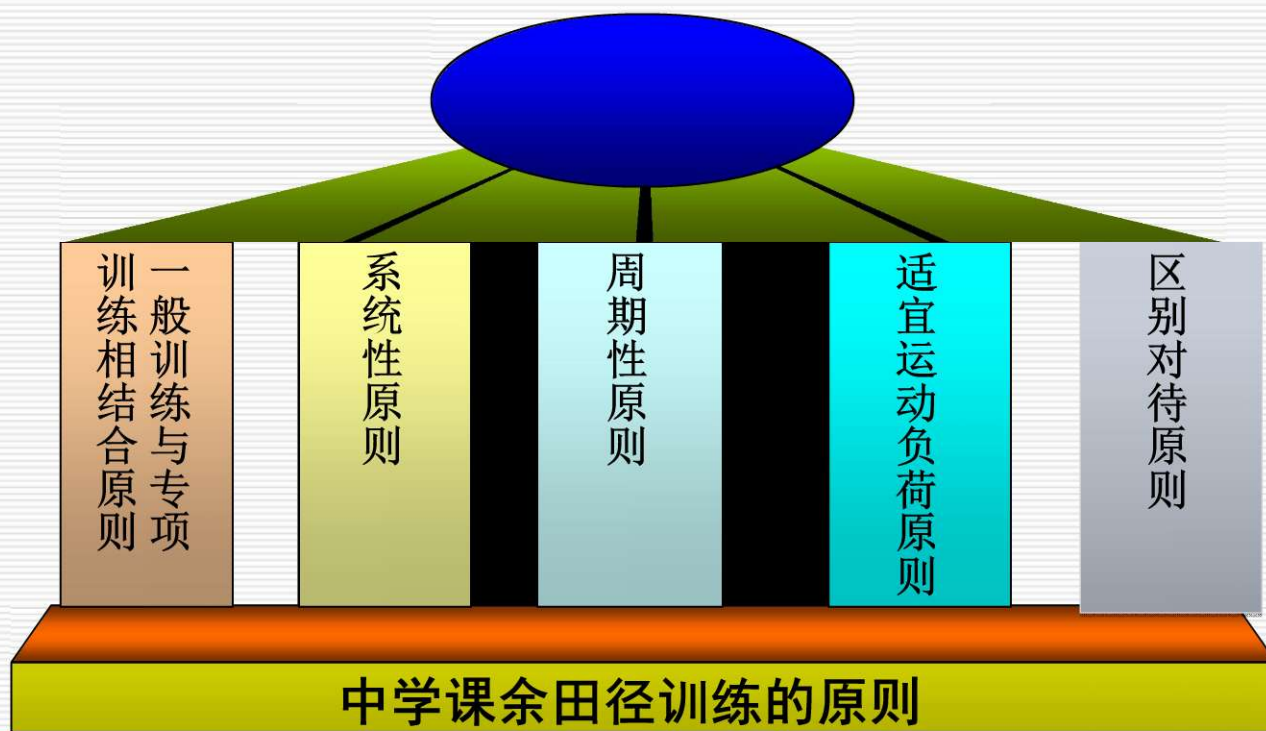 一般训练与专项
训练相结合原则
系统性原则
周期性原则
适宜运动负荷原则
区别对待原则
中学课余田径训练的原则